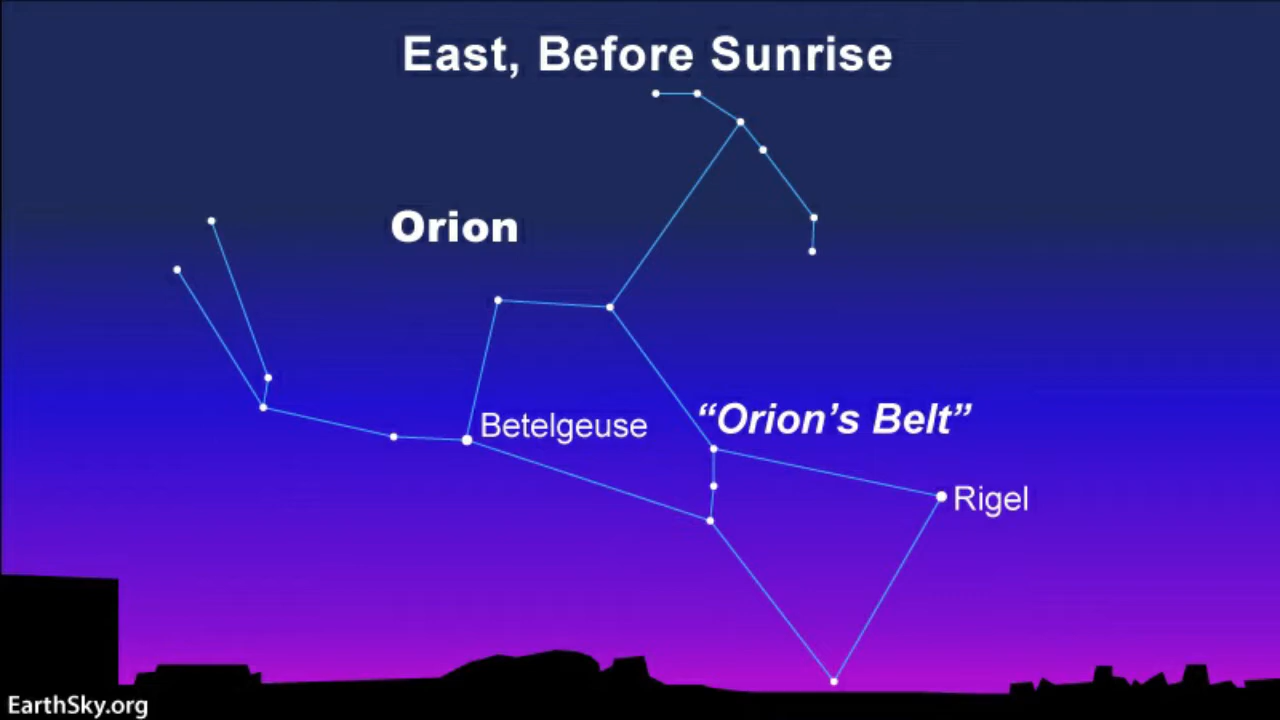 East, Before Sunrise
Orion
Betelgeuse
“Orion’s Belt”
Rigel
EarthSky.org